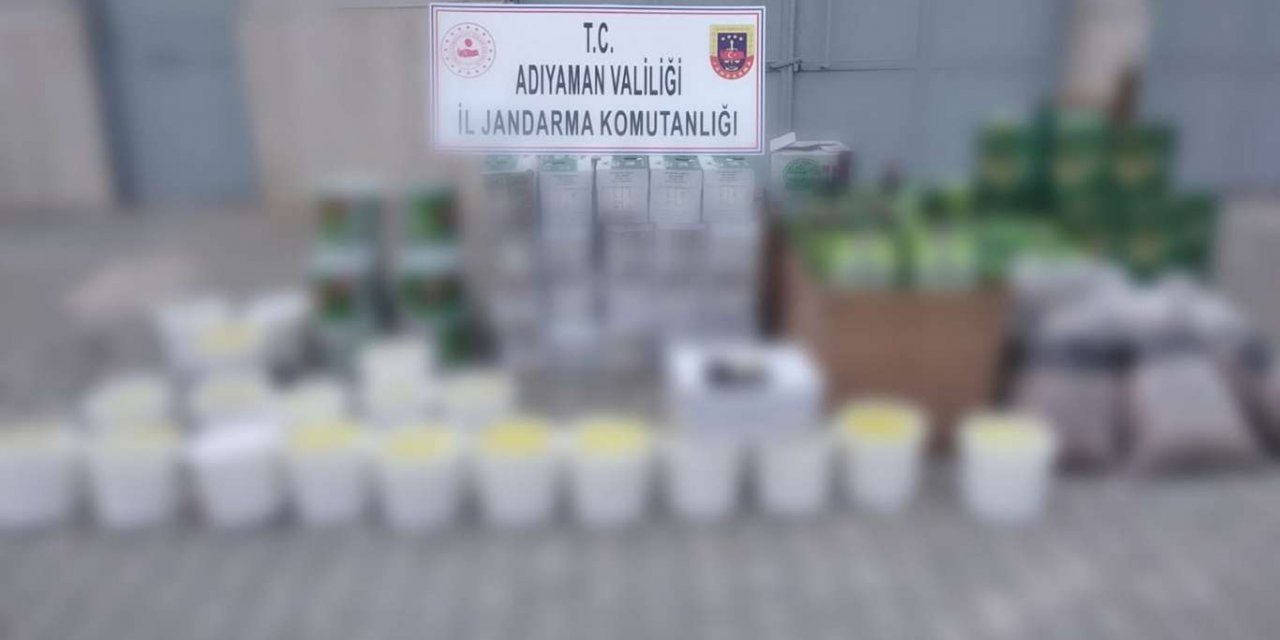 T.C.
ADIYAMAN VALİLİĞİ
İL JANDARMA KOMUTANLIĞI